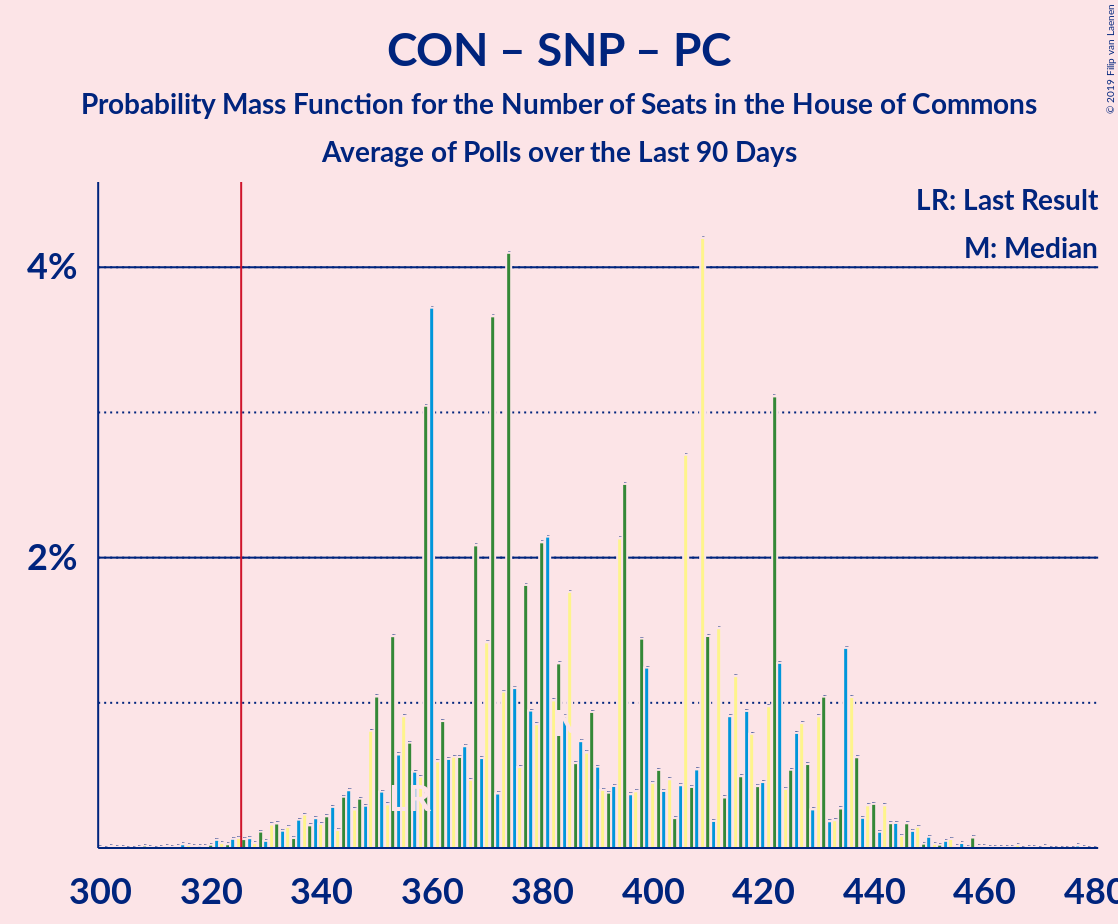 CON – SNP – PC
Probability Mass Function for the Number of Seats in the House of Commons
Average of Polls over the Last 90 Days
© 2019 Filip van Laenen
LR: Last Result
M: Median
4%
2%
LR
M
300 320 340 360 380 400 420 440 460 480